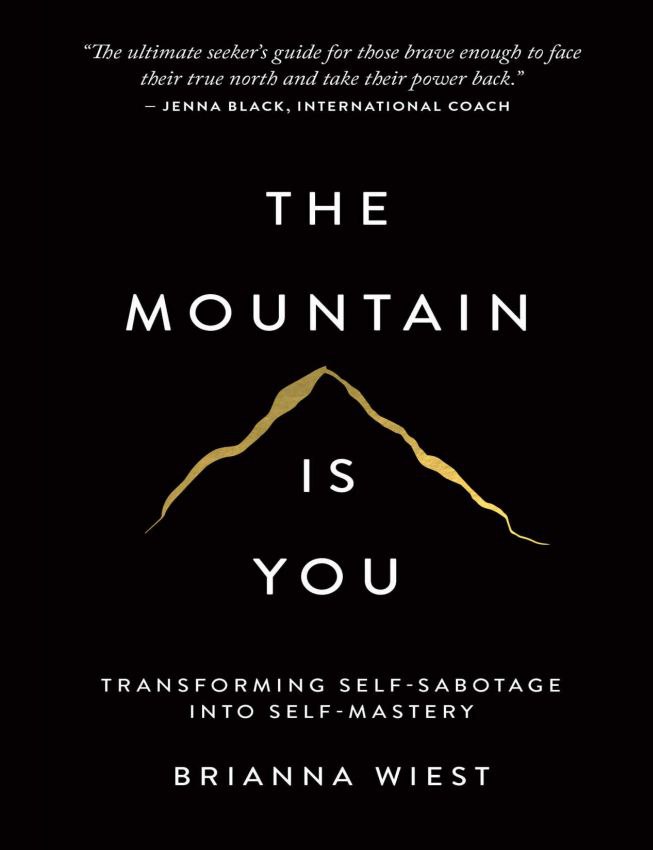 “The ultimate seeker’s guide for those brave enough to face
their true north and take their power back.”
– JENNA BLACK, INTERNATIONAL COACH
THE
MOUNTAIN
IS
YOU
TRANSFORMING SELF-SABOTAGE
INTO SELF-MASTERY
BRIANNA WIEST